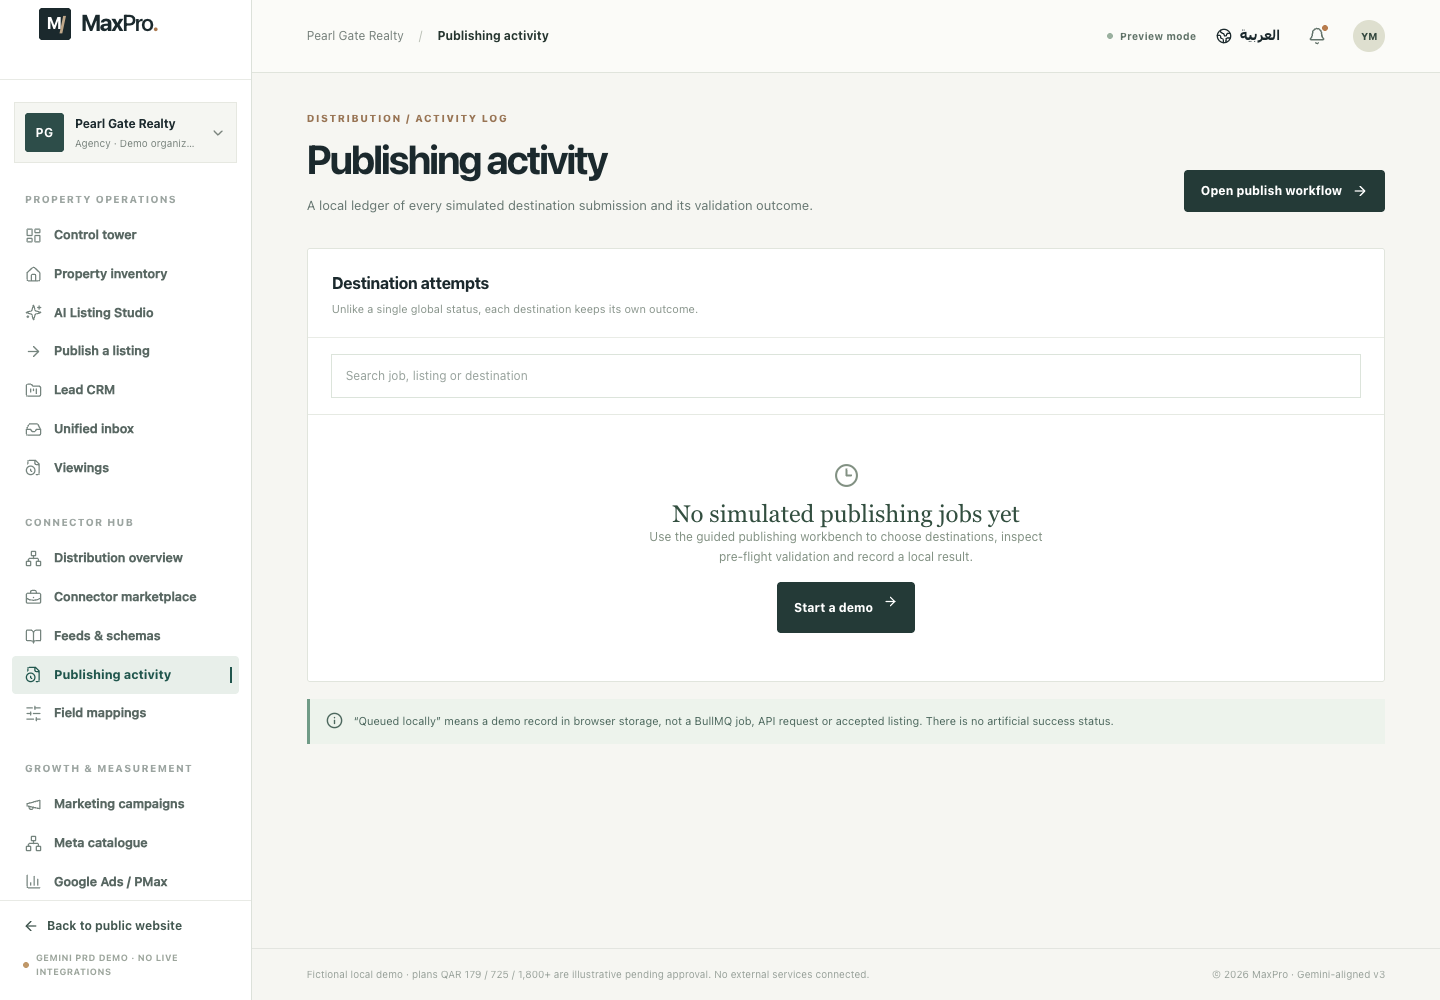 M/ MaxPro.
PG
Pearl Gate Realty
Agency · Demo organiz...
PROPERTY OPERATIONS
Control tower
Property inventory
AI Listing Studio
Publish a listing
Lead CRM
Unified inbox
Viewings
CONNECTOR HUB
Distribution overview
Connector marketplace
Feeds & schemas
Publishing activity
Field mappings
GROWTH & MEASUREMENT
Marketing campaigns
Meta catalogue
Google Ads / PMax
Back to public website
GEMINI PRD DEMO · NO LIVE
INTEGRATIONS
Pearl Gate Realty / Publishing activity
Preview mode
العربية
YM
DISTRIBUTION / ACTIVITY LOG
Publishing activity
A local ledger of every simulated destination submission and its validation outcome.
Open publish workflow
Destination attempts
Unlike a single global status, each destination keeps its own outcome.
Search job, listing or destination
No simulated publishing jobs yet
Use the guided publishing workbench to choose destinations, inspect
pre-flight validation and record a local result.
Start a demo
“Queued locally” means a demo record in browser storage, not a BullMQ job, API request or accepted listing. There is no artificial success status.
Fictional local demo · plans QAR 179 / 725 / 1,800+ are illustrative pending approval. No external services connected.
© 2026 MaxPro · Gemini-aligned v3